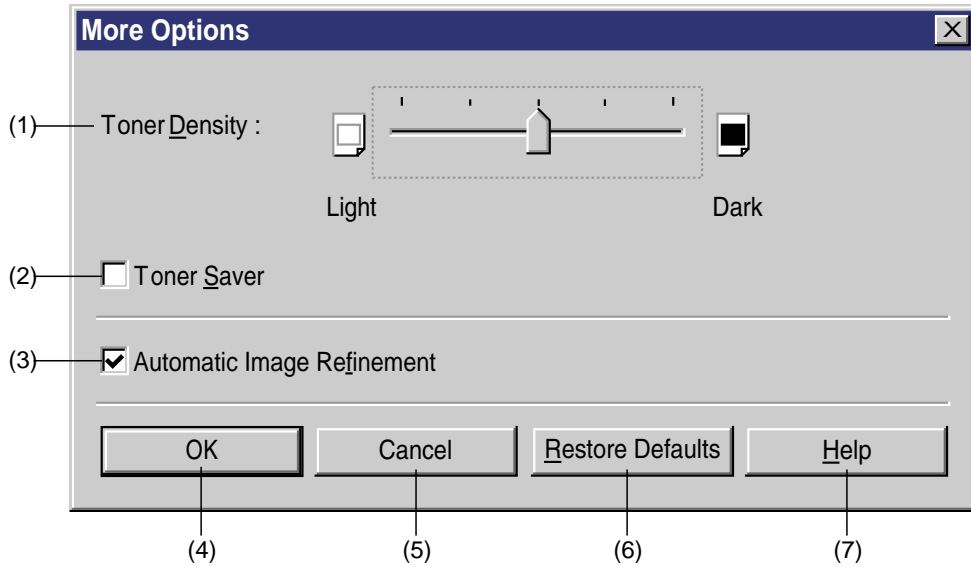 More Options
(1) Toner Density :
Light Dark
(2) Toner Saver
(3) Automatic Image Refinement
OK Cancel Restore Defaults Help
(4) (5) (6) (7)